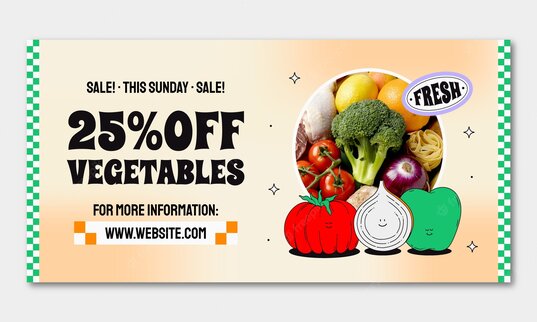 SALE! · THIS SUNDAY · SALE!
25% OFF
VEGETABLES
FOR MORE INFORMATION:
WWW.WEBSITE.COM
·FRESH·